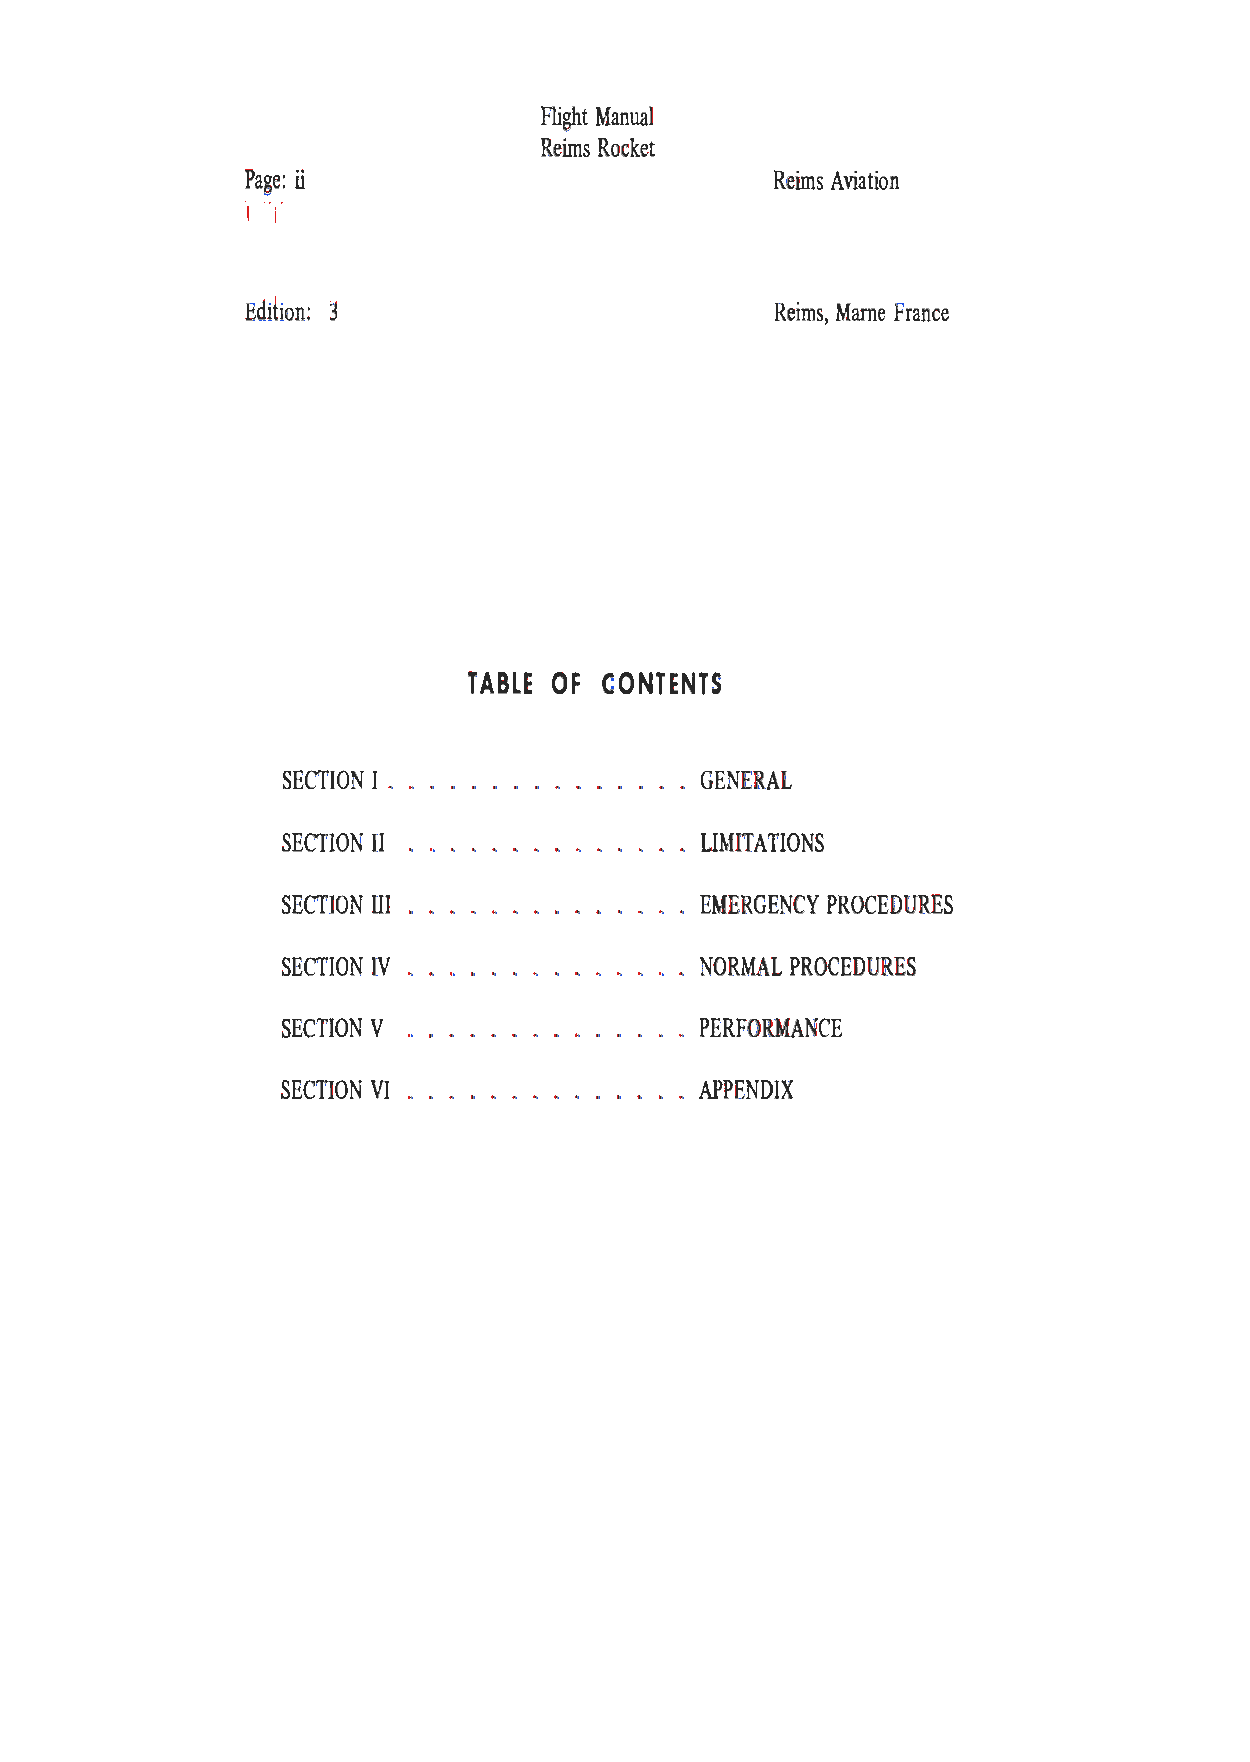 Flight Manual
Reims Rocket
Page: ii Reims Aviation
Edition: 3 Reims, Marne France
TABLE OF CONTENTS
SECTION I . . . . . . . . . . . . . . . GENERAL
SECTION II . . . . . . . . . . . . . . LIMITATIONS
SECTION III . . . . . . . . . . . . . . EMERGENCY PROCEDURES
SECTION IV . . . . . . . . . . . . . . NORMAL PROCEDURES
SECTION V . . . . . . . . . . . . . . PERFORMANCE
SECTION VI . . . . . . . . . . . . . . APPENDIX